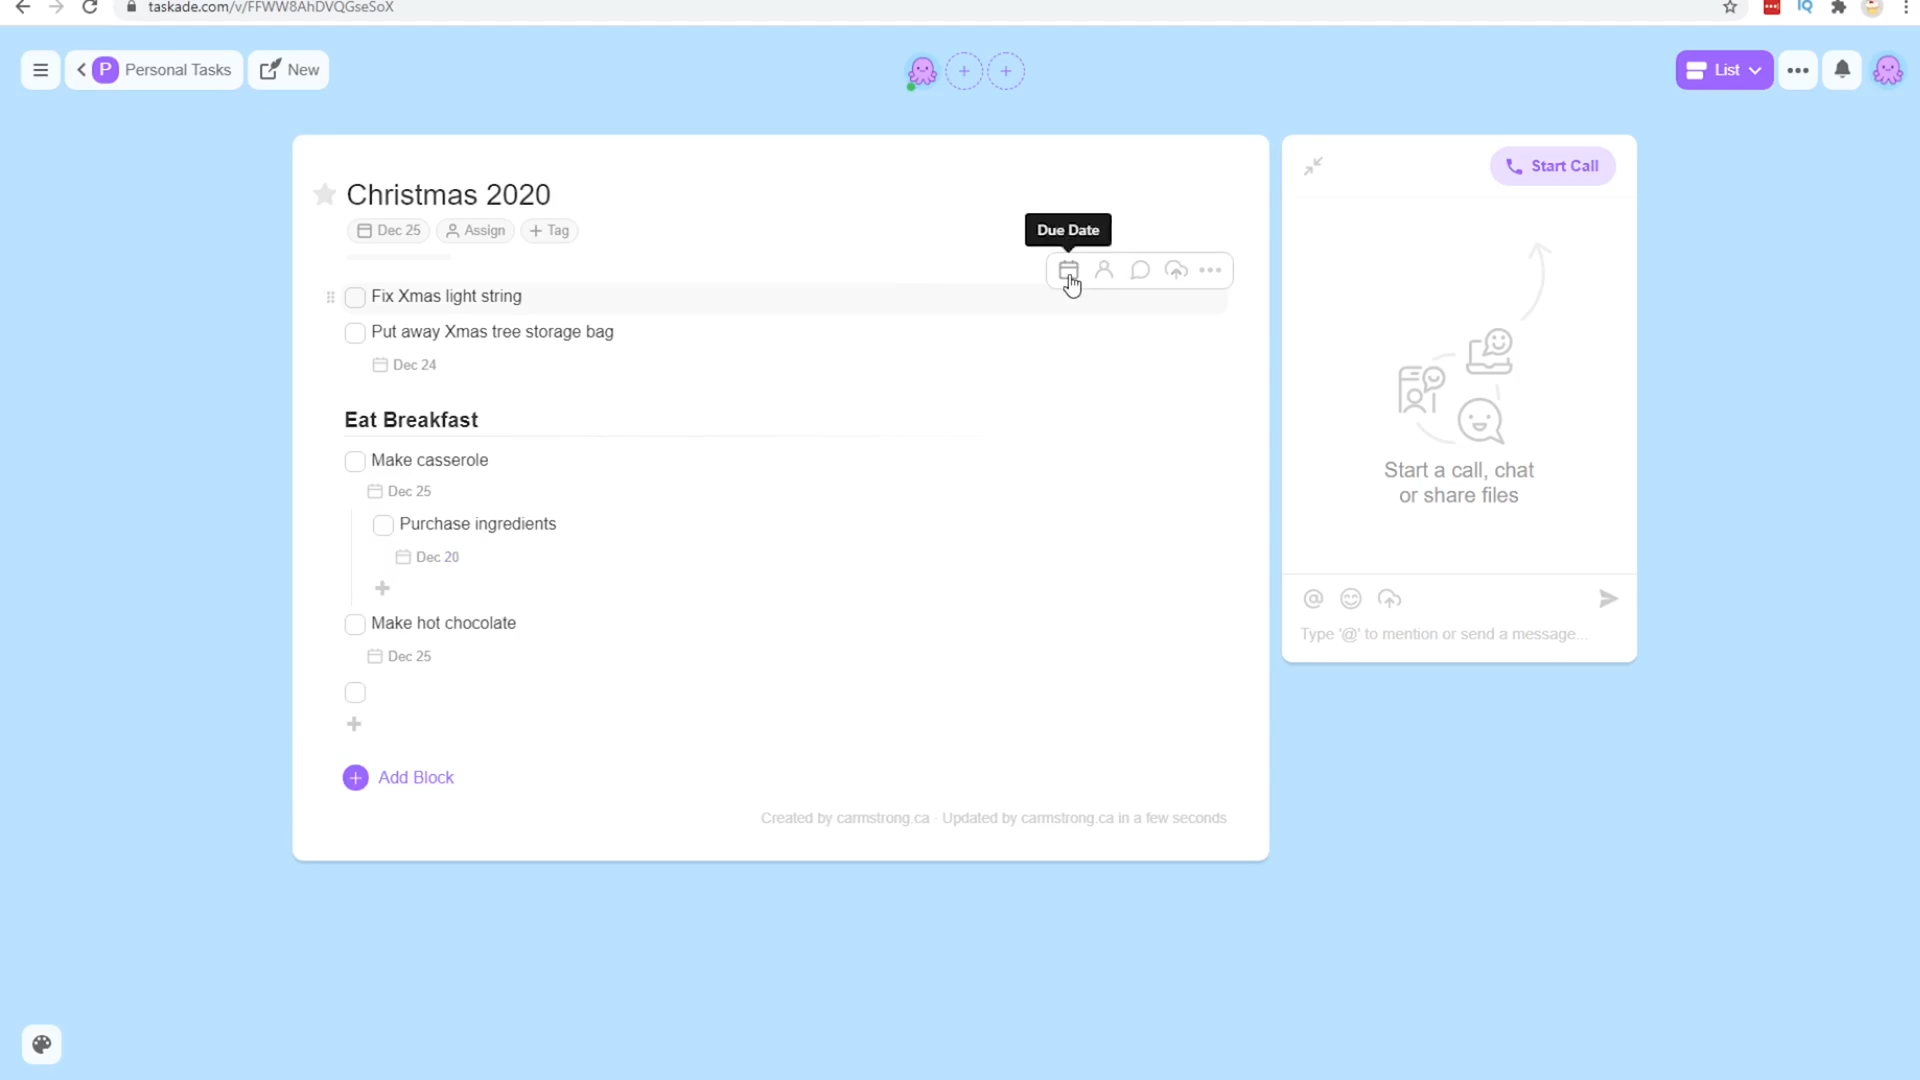 taskade.com/v/FFWW8AhDVQGseSoX
IQ
P Personal Tasks
New
List
Christmas 2020
Dec 25 Assign + Tag
Due Date
Fix Xmas light string
Put away Xmas tree storage bag
Dec 24
Eat Breakfast
Make casserole
Dec 25
Purchase ingredients
Dec 20
Make hot chocolate
Dec 25
Add Block
Created by carmstrong.ca · Updated by carmstrong.ca in a few seconds
Start Call
Start a call, chat
or share files
Type '@' to mention or send a message...